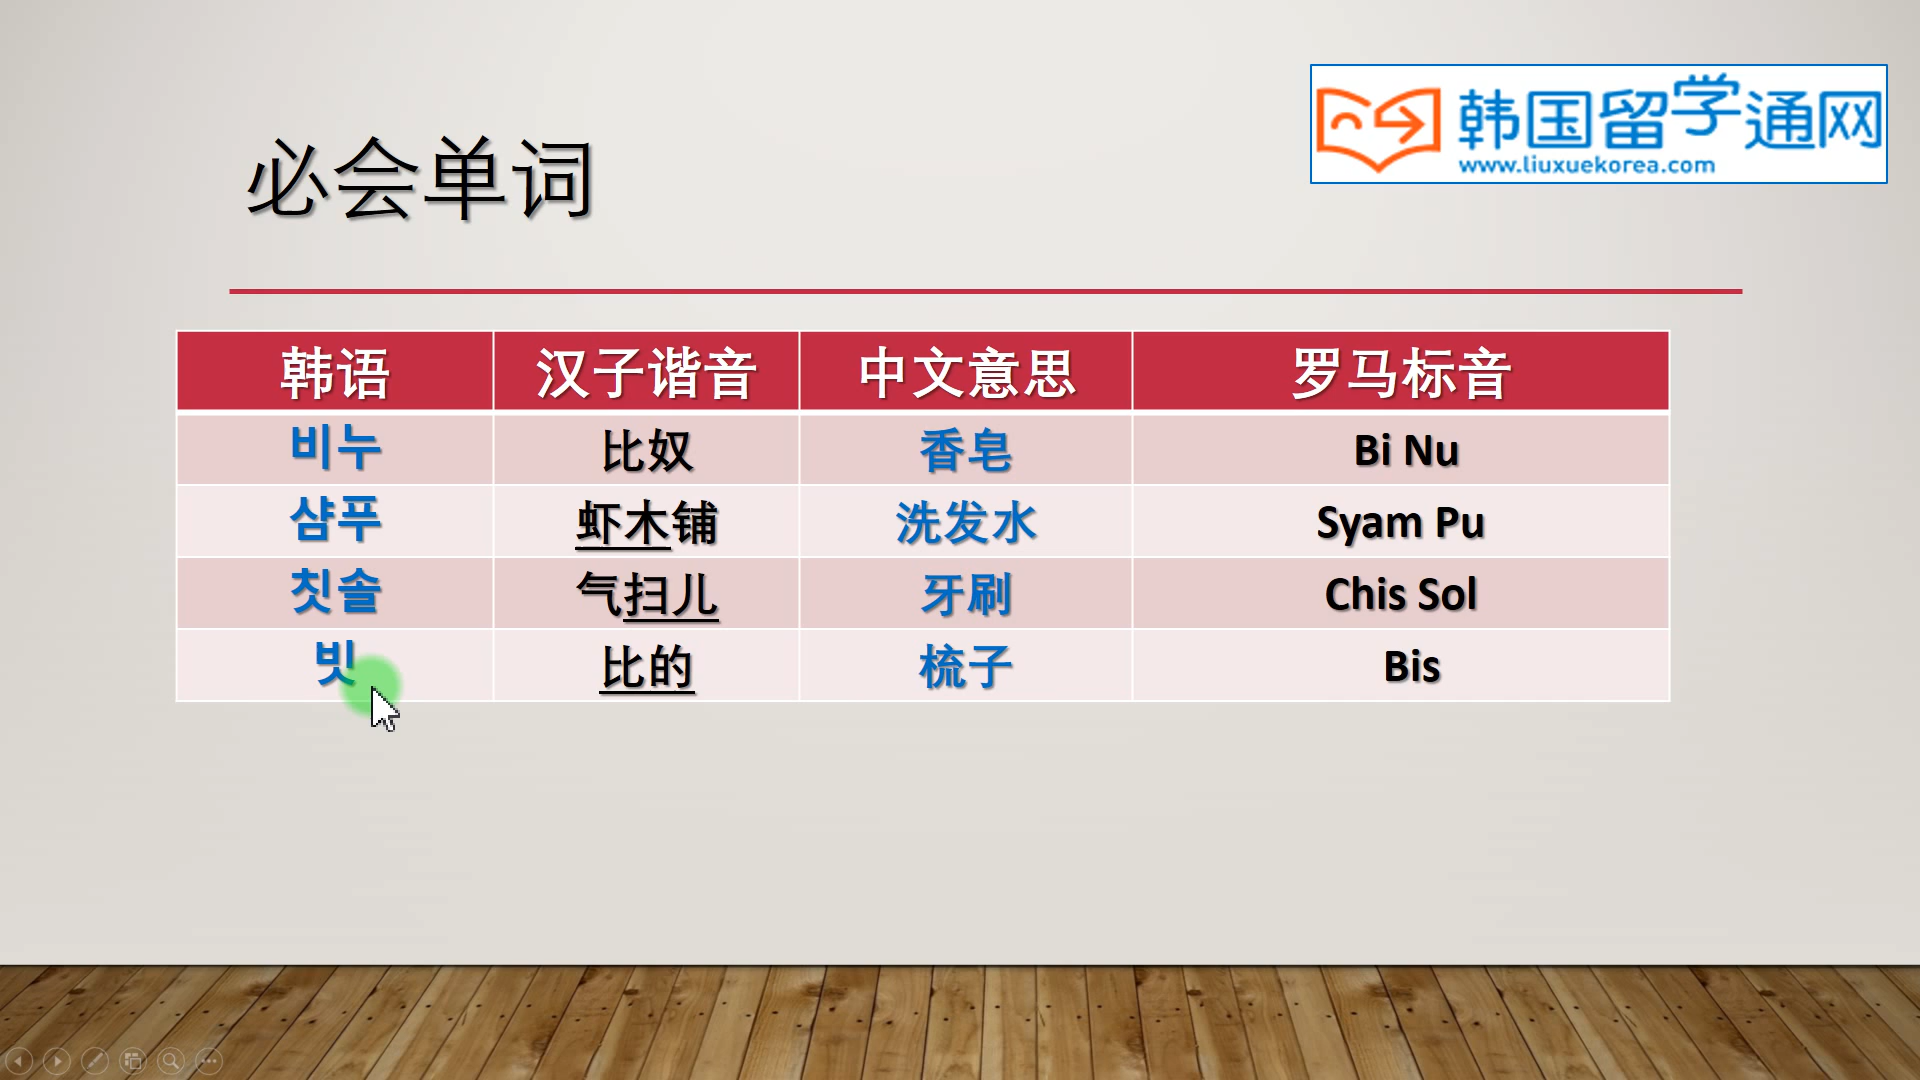 韩国留学通网
www.liuxuekorea.com
必会单词
韩语 汉子谐音 中文意思 罗马标音
비누 比奴 香皂 Bi Nu
샴푸 虾木铺 洗发水 Syam Pu
칫솔 气扫儿 牙刷 Chis Sol
빗 比的 梳子 Bis